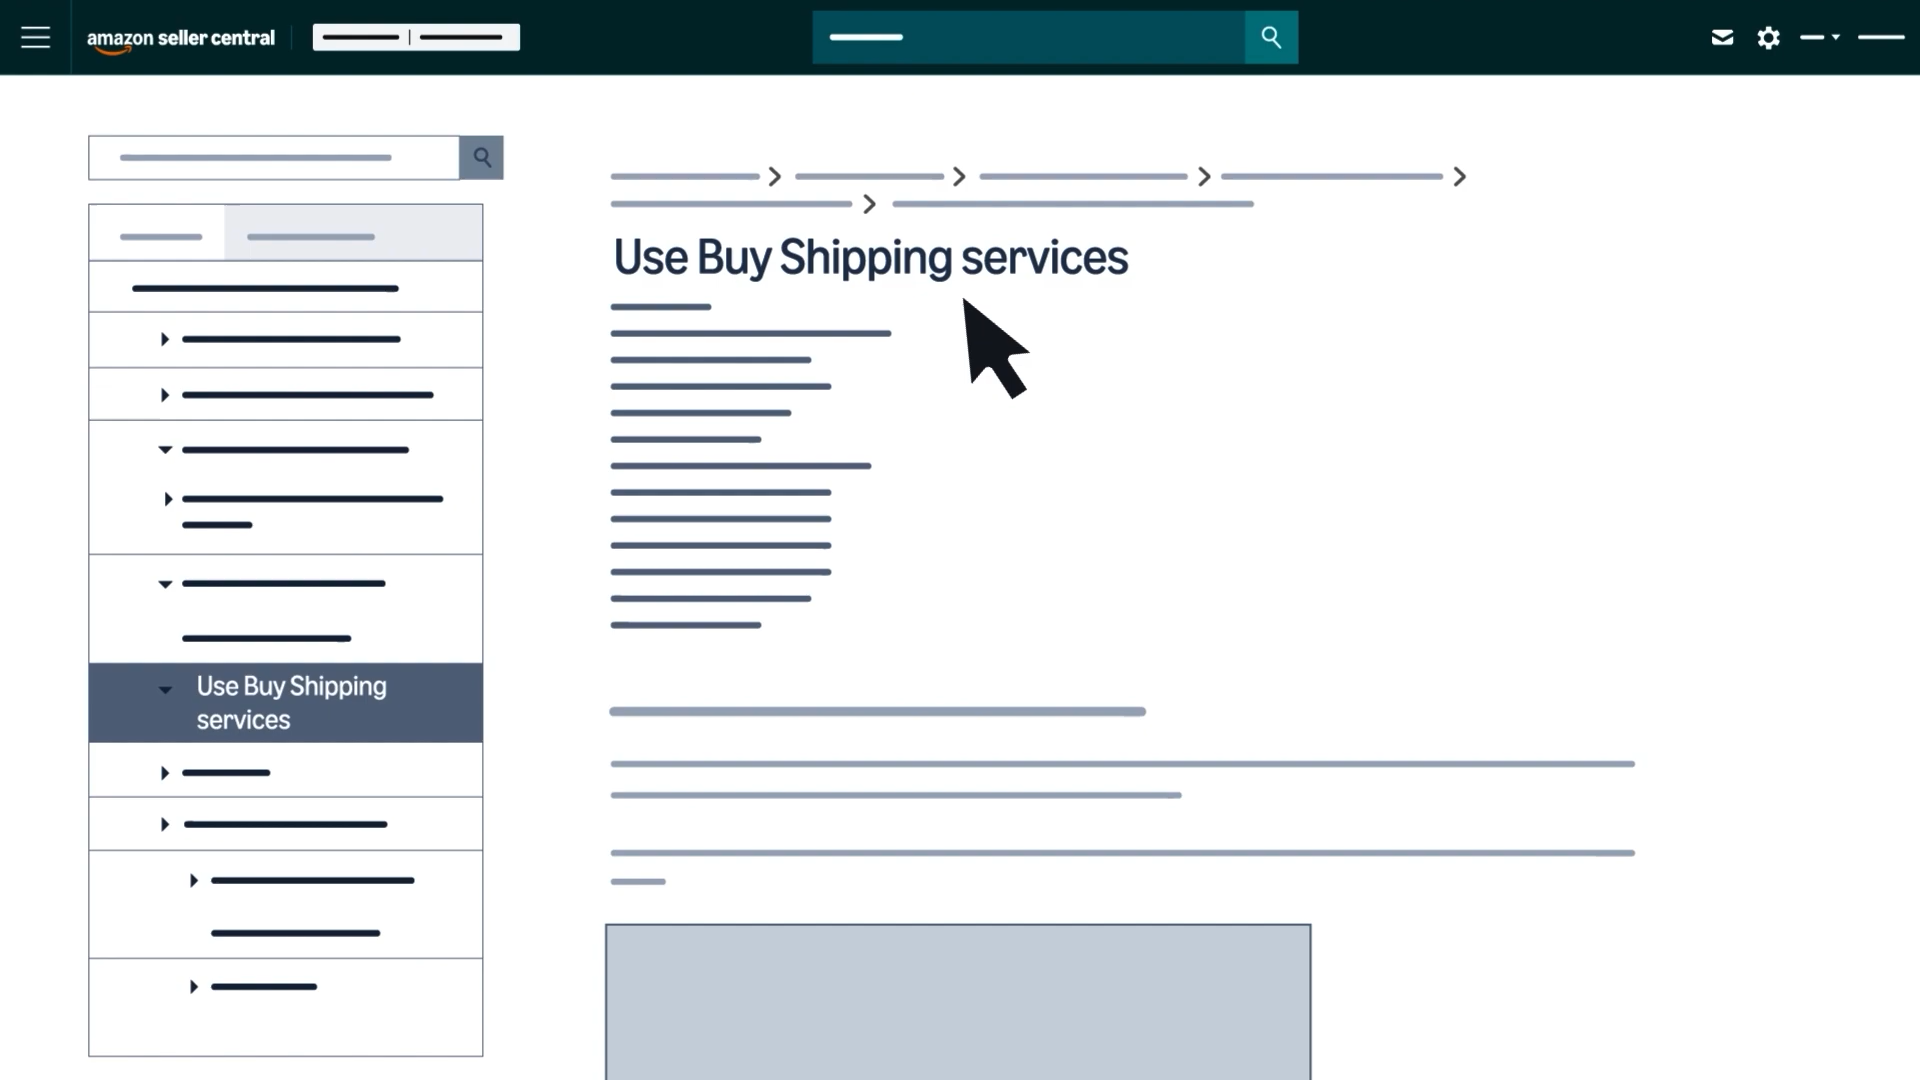 amazon seller central
Use Buy Shipping services
Use Buy Shipping
services